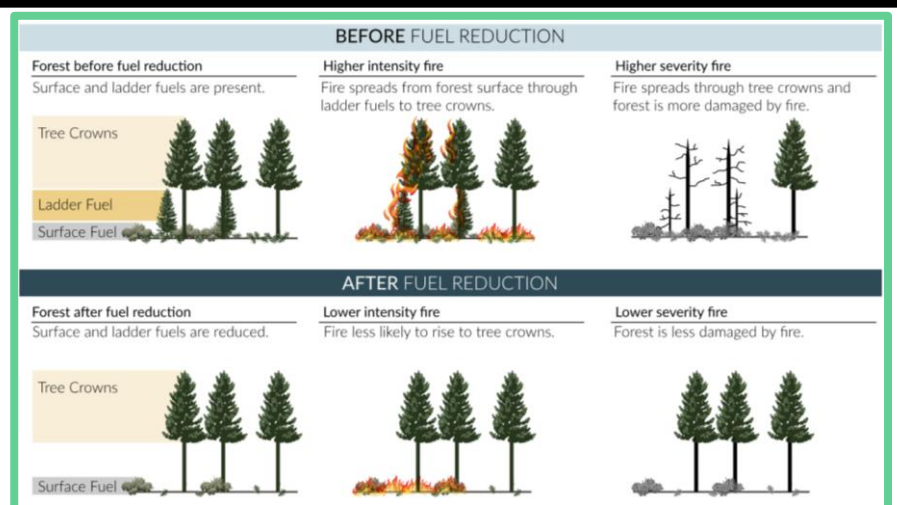 BEFORE FUEL REDUCTION
Forest before fuel reduction
Surface and ladder fuels are present.
Higher intensity fire
Fire spreads from forest surface through
ladder fuels to tree crowns.
Higher severity fire
Fire spreads through tree crowns and
forest is more damaged by fire.
Tree Crowns
Ladder Fuel
Surface Fuel
AFTER FUEL REDUCTION
Forest after fuel reduction
Surface and ladder fuels are reduced.
Lower intensity fire
Fire less likely to rise to tree crowns.
Lower severity fire
Forest is less damaged by fire.
Tree Crowns
Surface Fuel